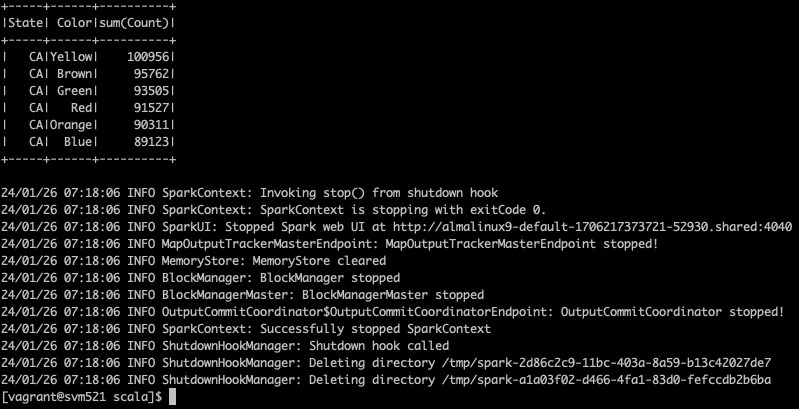 +-----+------+----------+
|State| Color|sum(Count)|
+-----+------+----------+
|   CA|Yellow|    100956|
|   CA| Brown|     95762|
|   CA| Green|     93505|
|   CA|   Red|     91527|
|   CA|Orange|     90311|
|   CA|  Blue|     89123|
+-----+------+----------+
24/01/26 07:18:06 INFO SparkContext: Invoking stop() from shutdown hook
24/01/26 07:18:06 INFO SparkContext: SparkContext is stopping with exitCode 0.
24/01/26 07:18:06 INFO SparkUI: Stopped Spark web UI at http://almalinux9-default-1706217373721-52930.shared:4040
24/01/26 07:18:06 INFO MapOutputTrackerMasterEndpoint: MapOutputTrackerMasterEndpoint stopped!
24/01/26 07:18:06 INFO MemoryStore: MemoryStore cleared
24/01/26 07:18:06 INFO BlockManager: BlockManager stopped
24/01/26 07:18:06 INFO BlockManagerMaster: BlockManagerMaster stopped
24/01/26 07:18:06 INFO OutputCommitCoordinator$OutputCommitCoordinatorEndpoint: OutputCommitCoordinator stopped!
24/01/26 07:18:06 INFO SparkContext: Successfully stopped SparkContext
24/01/26 07:18:06 INFO ShutdownHookManager: Shutdown hook called
24/01/26 07:18:06 INFO ShutdownHookManager: Deleting directory /tmp/spark-2d86c2c9-11bc-403a-8a59-b13c42027de7
24/01/26 07:18:06 INFO ShutdownHookManager: Deleting directory /tmp/spark-a1a03f02-d466-4fa1-83d0-fefccdb2b6ba
[vagrant@svm521 scala]$